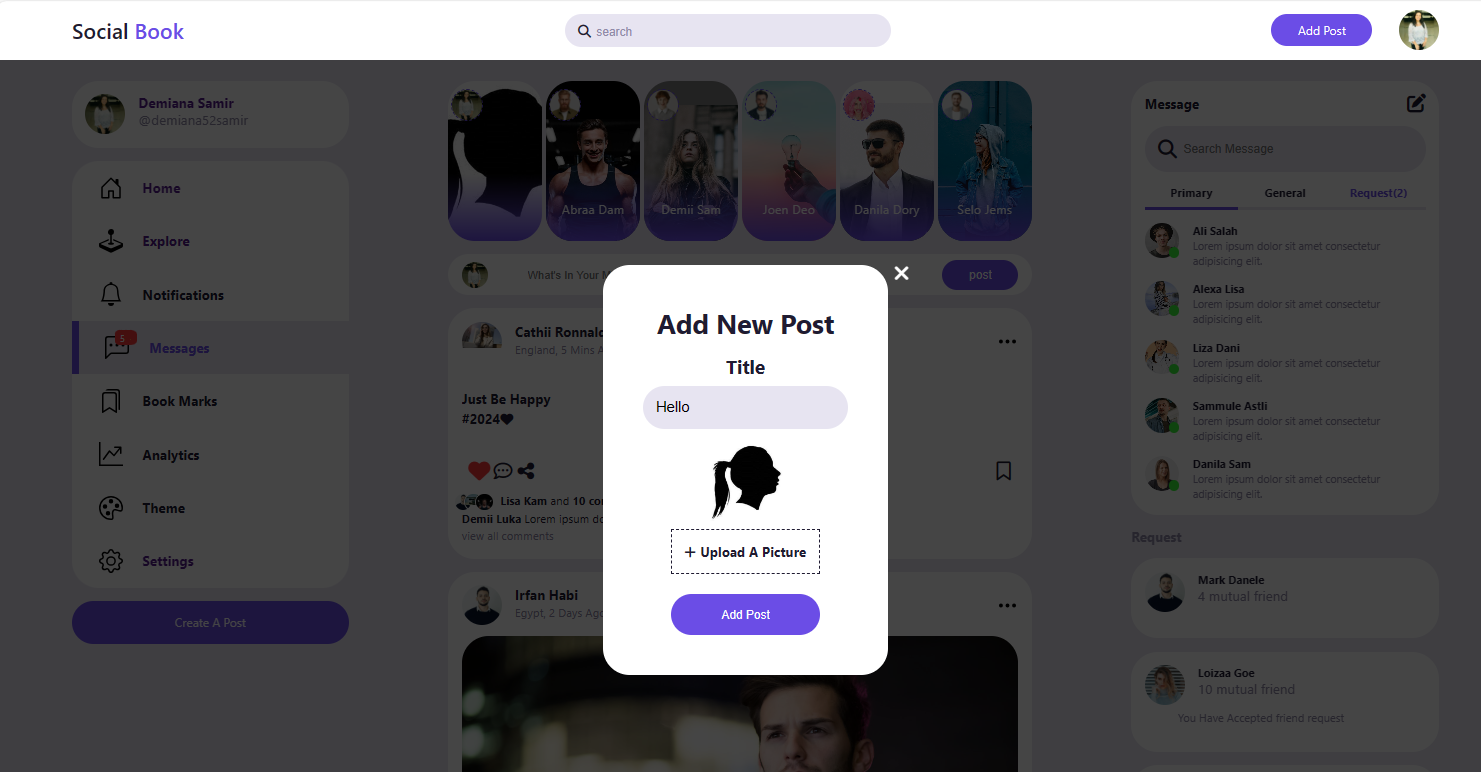 Social Book
search
Add Post
Demiana Samir
@demiana52samir
Home
Explore
Notifications
5
Messages
Book Marks
Analytics
Theme
Settings
Create A Post
Abraa Dam
Demii Sam
Joen Deo
Danila Dory
Selo Jems
What's In Your M
post
Cathii Ronnald
England, 5 Mins A
Just Be Happy
#2024
Lisa Kam and 10 co
Demii Luka Lorem ipsum do
view all comments
Irfan Habi
Egypt, 2 Days Ago
Add New Post
Title
Hello
+ Upload A Picture
Add Post
Message
Search Message
Primary General Request(2)
Ali Salah
Lorem ipsum dolor sit amet consectetur
adipisicing elit.
Alexa Lisa
Lorem ipsum dolor sit amet consectetur
adipisicing elit.
Liza Dani
Lorem ipsum dolor sit amet consectetur
adipisicing elit.
Sammule Astli
Lorem ipsum dolor sit amet consectetur
adipisicing elit.
Danila Sam
Lorem ipsum dolor sit amet consectetur
adipisicing elit.
Request
Mark Danele
4 mutual friend
Loizaa Goe
10 mutual friend
You Have Accepted friend request